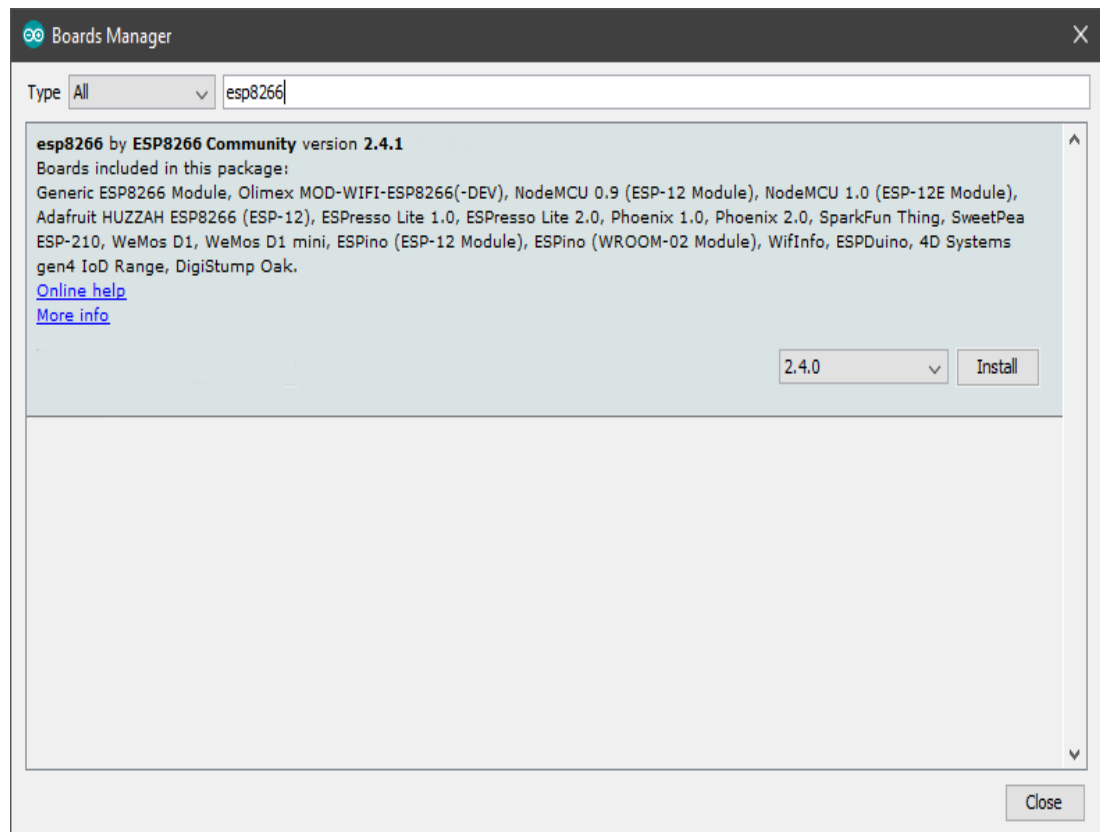 Boards Manager
Type All esp8266
esp8266 by ESP8266 Community version 2.4.1
Boards included in this package:
Generic ESP8266 Module, Olimex MOD-WIFI-ESP8266(-DEV), NodeMCU 0.9 (ESP-12 Module), NodeMCU 1.0 (ESP-12E Module),
Adafruit HUZZAH ESP8266 (ESP-12), ESPresso Lite 1.0, ESPresso Lite 2.0, Phoenix 1.0, Phoenix 2.0, SparkFun Thing, SweetPea
ESP-210, WeMos D1, WeMos D1 mini, ESPino (ESP-12 Module), ESPino (WROOM-02 Module), WifInfo, ESPDuino, 4D Systems
gen4 IoD Range, DigiStump Oak.
Online help
More info
2.4.0 Install
Close